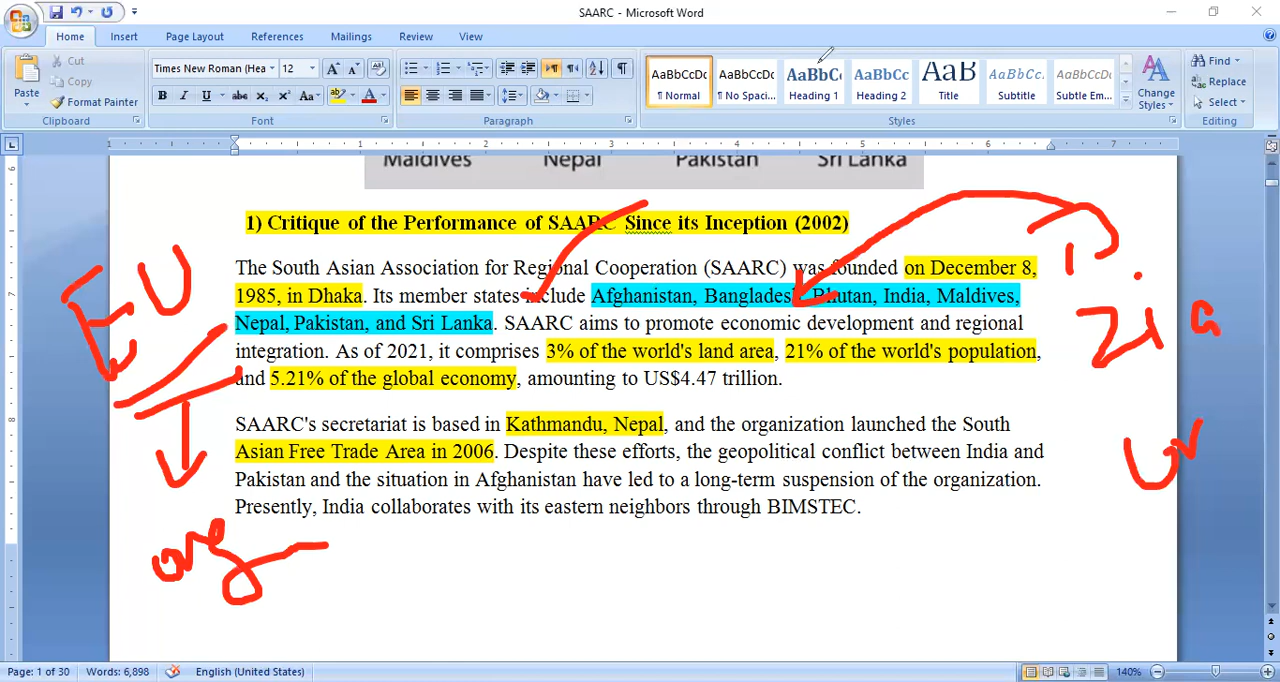 SAARC - Microsoft Word
Home Insert Page Layout References Mailings Review View
Paste
Cut
Copy
Format Painter
Clipboard
Times New Roman (Hea 12
Font
Paragraph
AaBbCcDc AaBbCcDc AaBbC AaBbCc AaB AaBbCc. AaBbCcDc
¶ Normal ¶ No Spaci... Heading 1 Heading 2 Title Subtitle Subtle Em...
Change Styles
Styles
Find
Replace
Select
Editing
1 1 2 3 4 5 6 7
Maldives Nepal Pakistan Sri Lanka
1) Critique of the Performance of SAARC Since its Inception (2002)
The South Asian Association for Regional Cooperation (SAARC) was founded on December 8,
1985, in Dhaka. Its member states include Afghanistan, Bangladesh, Bhutan, India, Maldives,
Nepal, Pakistan, and Sri Lanka. SAARC aims to promote economic development and regional
integration. As of 2021, it comprises 3% of the world's land area, 21% of the world's population,
and 5.21% of the global economy, amounting to US$4.47 trillion.
SAARC's secretariat is based in Kathmandu, Nepal, and the organization launched the South
Asian Free Trade Area in 2006. Despite these efforts, the geopolitical conflict between India and
Pakistan and the situation in Afghanistan have led to a long-term suspension of the organization.
Presently, India collaborates with its eastern neighbors through BIMSTEC.
EU
org
Zia
Page: 1 of 30 Words: 6,898 English (United States) 140%